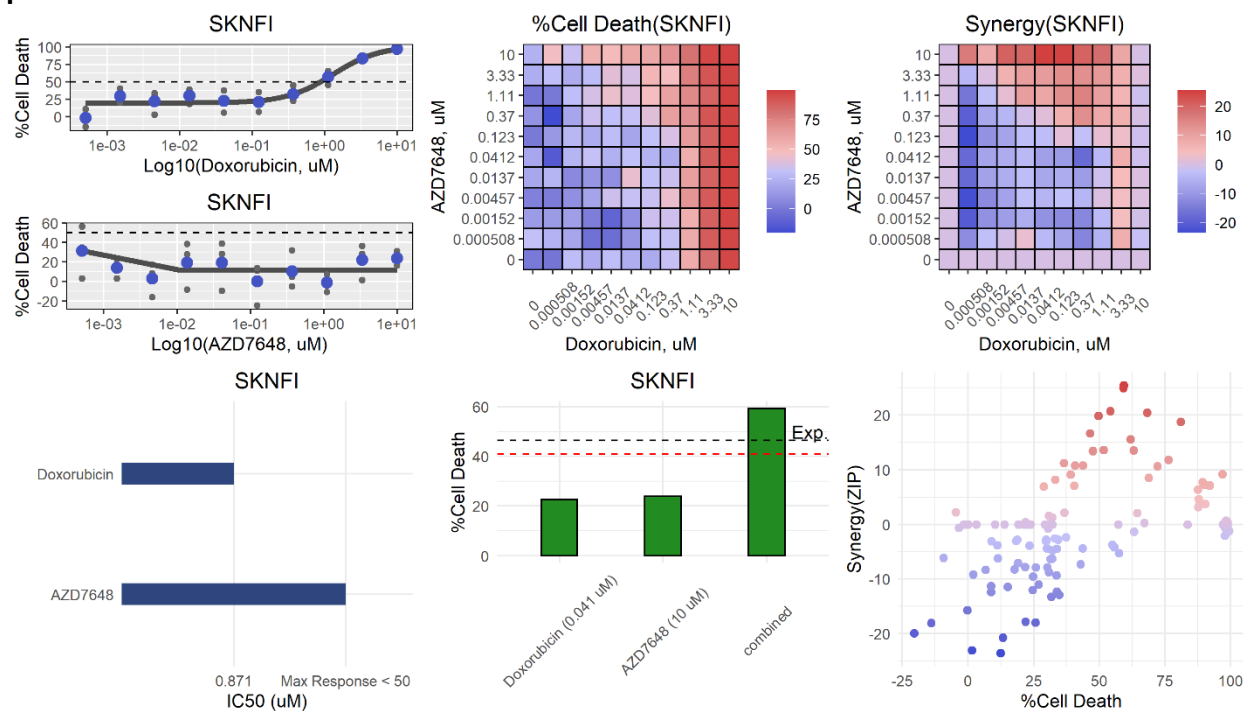 SKNFI
100
75
50
25
0
%Cell Death
1e-03
1e-02
1e-01
1e+00
1e+01
Log10(Doxorubicin, uM)
SKNFI
60
40
20
0
-20
%Cell Death
1e-03
1e-02
1e-01
1e+00
1e+01
Log10(AZD7648, uM)
%Cell Death(SKNFI)
10
3.33
1.11
0.37
0.123
0.0412
0.0137
0.00457
0.00152
0.000508
0
AZD7648, uM
0
0.000508
0.00152
0.00457
0.0137
0.0412
0.123
0.37
1.11
3.33
10
Doxorubicin, uM
75
50
25
0
Synergy(SKNFI)
10
3.33
1.11
0.37
0.123
0.0412
0.0137
0.00457
0.00152
0.000508
0
AZD7648, uM
0
0.000508
0.00152
0.00457
0.0137
0.0412
0.123
0.37
1.11
3.33
10
Doxorubicin, uM
20
10
0
-10
-20
SKNFI
Doxorubicin
AZD7648
0.871
Max Response < 50
IC50 (uM)
SKNFI
60
40
20
0
%Cell Death
Exp.
Doxorubicin (0.041 uM)
AZD7648 (10 uM)
combined
20
10
0
-10
-20
Synergy(ZIP)
-25
0
25
50
75
100
%Cell Death